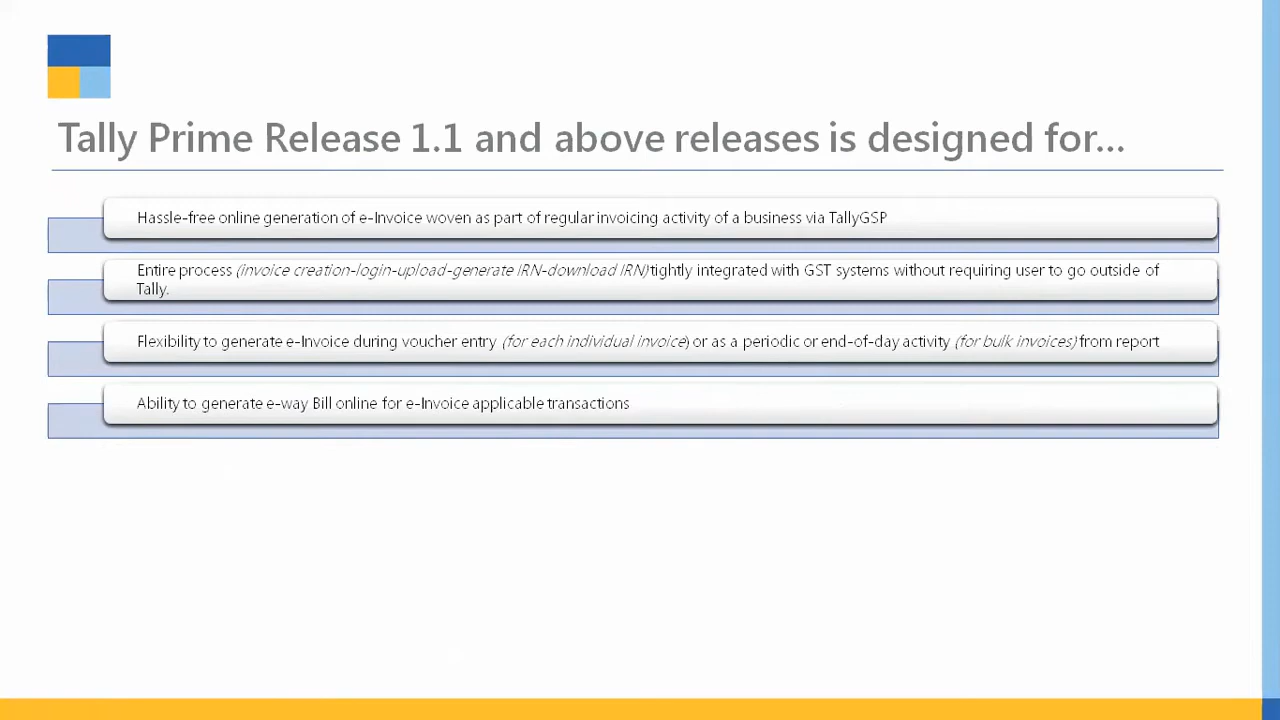 Tally Prime Release 1.1 and above releases is designed for...
Hassle-free online generation of e-Invoice woven as part of regular invoicing activity of a business via TallyGSP
Entire process (invoice creation-login-upload-generate IRN-download IRN)tightly integrated with GST systems without requiring user to go outside of
Tally.
Flexibility to generate e-Invoice during voucher entry (for each individual invoice) or as a periodic or end-of-day activity (for bulk invoices) from report
Ability to generate e-way Bill online for e-Invoice applicable transactions